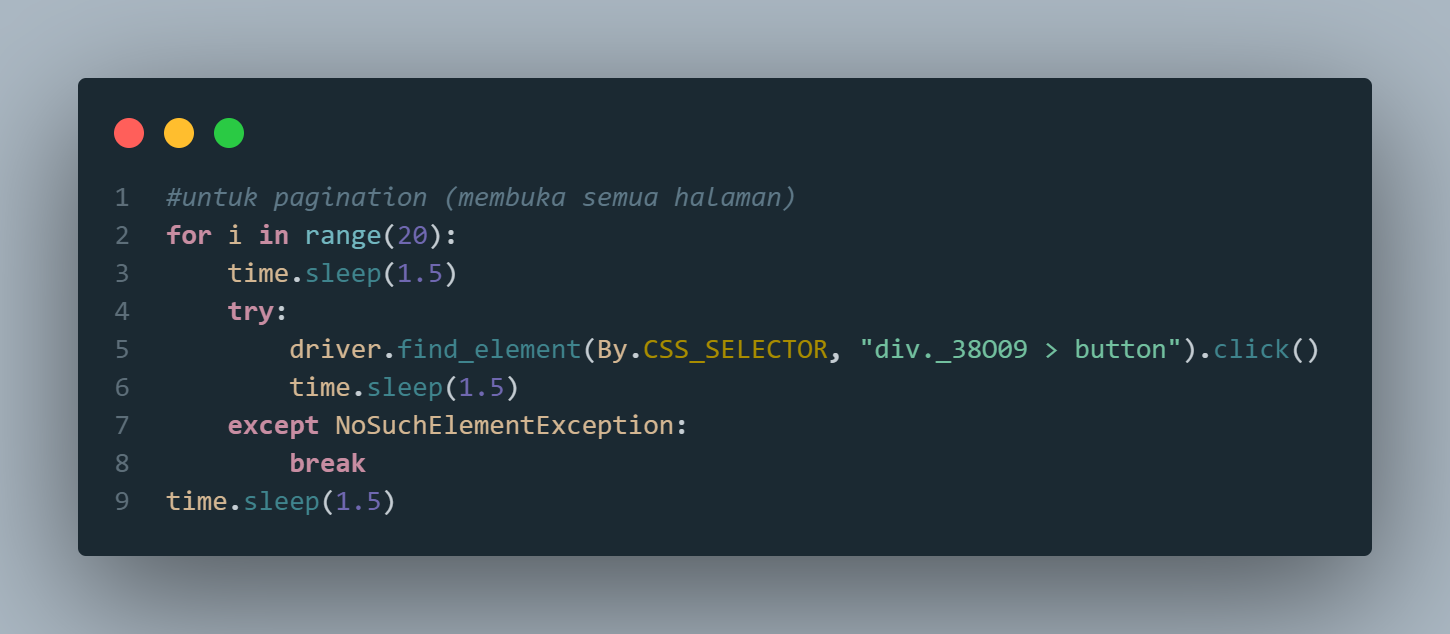 1 #untuk pagination (membuka semua halaman)
2 for i in range(20):
3     time.sleep(1.5)
4     try:
5         driver.find_element(By.CSS_SELECTOR, "div._38O09 > button").click()
6         time.sleep(1.5)
7     except NoSuchElementException:
8         break
9 time.sleep(1.5)